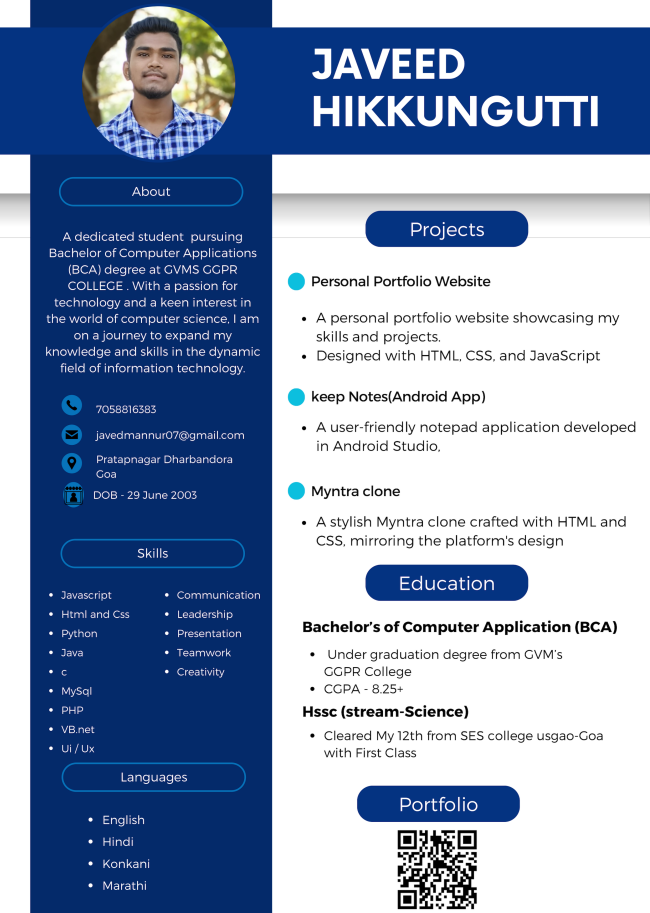 JAVEED
HIKKUNGUTTI
About
A dedicated student pursuing
Bachelor of Computer Applications
(BCA) degree at GVMS GGPR
COLLEGE . With a passion for
technology and a keen interest in
the world of computer science, I am
on a journey to expand my
knowledge and skills in the dynamic
field of information technology.
7058816383
javedmannur07@gmail.com
Pratapnagar Dharbandora
Goa
DOB - 29 June 2003
Skills
• Javascript
• Html and Css
• Python
• Java
• c
• MySql
• PHP
• VB.net
• Ui / Ux
• Communication
• Leadership
• Presentation
• Teamwork
• Creativity
Languages
• English
• Hindi
• Konkani
• Marathi
Projects
Personal Portfolio Website
• A personal portfolio website showcasing my
skills and projects.
• Designed with HTML, CSS, and JavaScript
keep Notes(Android App)
• A user-friendly notepad application developed
in Android Studio,
Myntra clone
• A stylish Myntra clone crafted with HTML and
CSS, mirroring the platform's design
Education
Bachelor’s of Computer Application (BCA)
• Under graduation degree from GVM’s
GGPR College
• CGPA - 8.25+
Hssc (stream-Science)
• Cleared My 12th from SES college usgao-Goa
with First Class
Portfolio